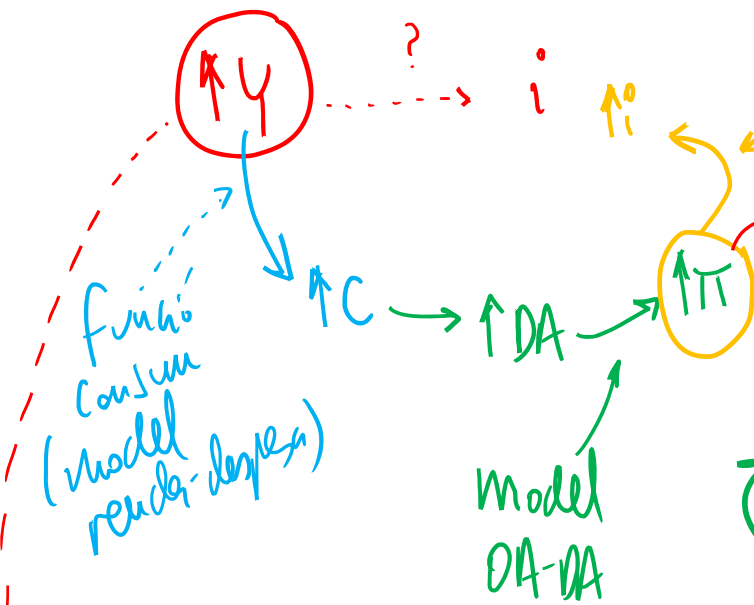 ?
↑Y
i
↑i
↑π
↑C
↑DA
funció
consum
(model
renda-despesa)
model
OA-DA